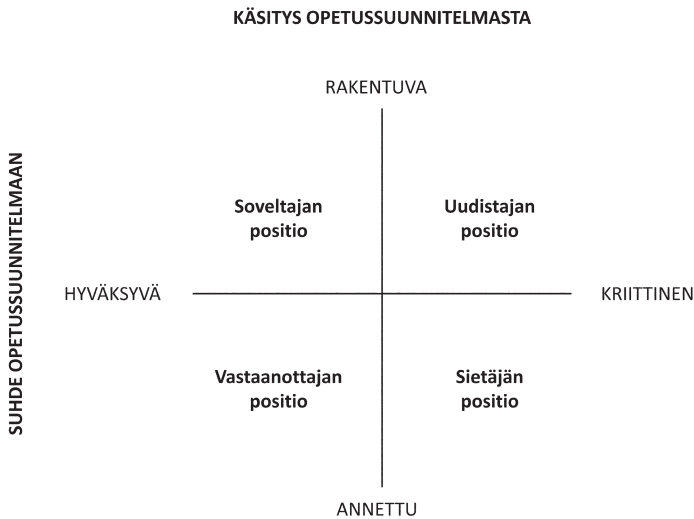 KÄSITYS OPETUSSUUNNITELMASTA
RAKENTUVA
SUHDE OPETUSSUUNNITELMAAN
Soveltajan
positio
Uudistajan
positio
HYVÄKSYVÄ
KRIITTINEN
Vastaanottajan
positio
Sietäjän
positio
ANNETTU